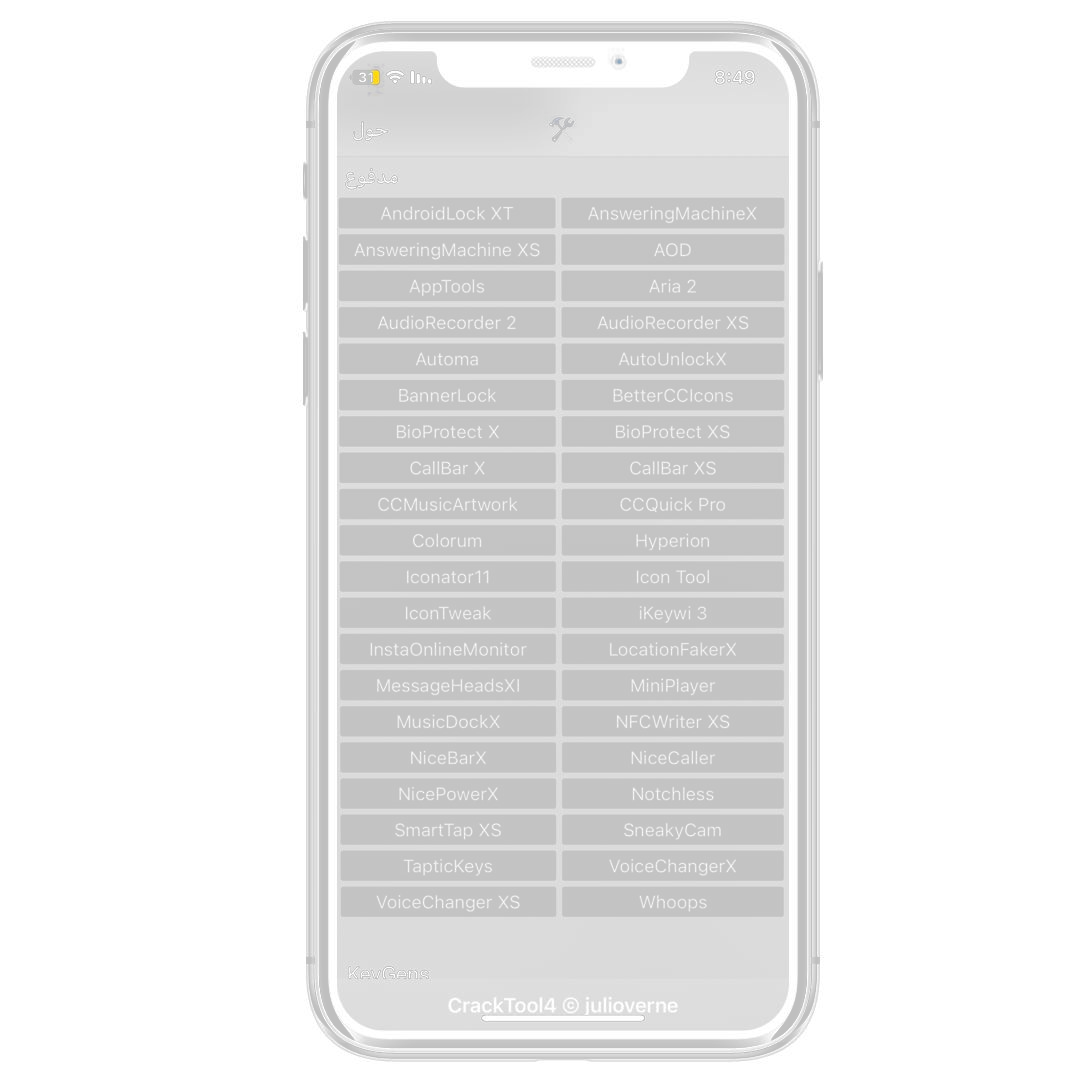 31 8:49
حول
مدفوع
AndroidLock XT AnsweringMachineX
AnsweringMachine XS AOD
AppTools Aria 2
AudioRecorder 2 AudioRecorder XS
Automa AutoUnlockX
BannerLock BetterCCIcons
BioProtect X BioProtect XS
CallBar X CallBar XS
CCMusicArtwork CCQuick Pro
Colorum Hyperion
Iconator11 Icon Tool
IconTweak iKeywi 3
InstaOnlineMonitor LocationFakerX
MessageHeadsXI MiniPlayer
MusicDockX NFCWriter XS
NiceBarX NiceCaller
NicePowerX Notchless
SmartTap XS SneakyCam
TapticKeys VoiceChangerX
VoiceChanger XS Whoops
KeyGens
CrackTool4 © julioverne